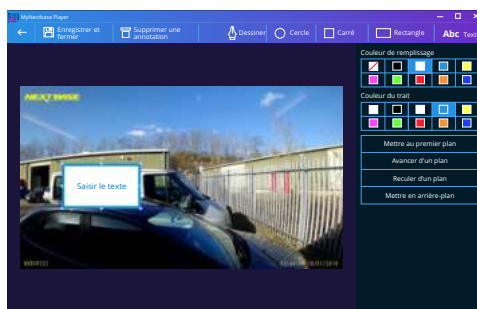 MyNextbase Player
Enregistrer et fermer
Supprimer une annotation
Dessiner
Cercle
Carré
Rectangle
Abc Text
Couleur de remplissage
NEXTBASE
Couleur du trait
Mettre au premier plan
Avancer d'un plan
Saisir le texte
Reculer d'un plan
Mettre en arrière-plan